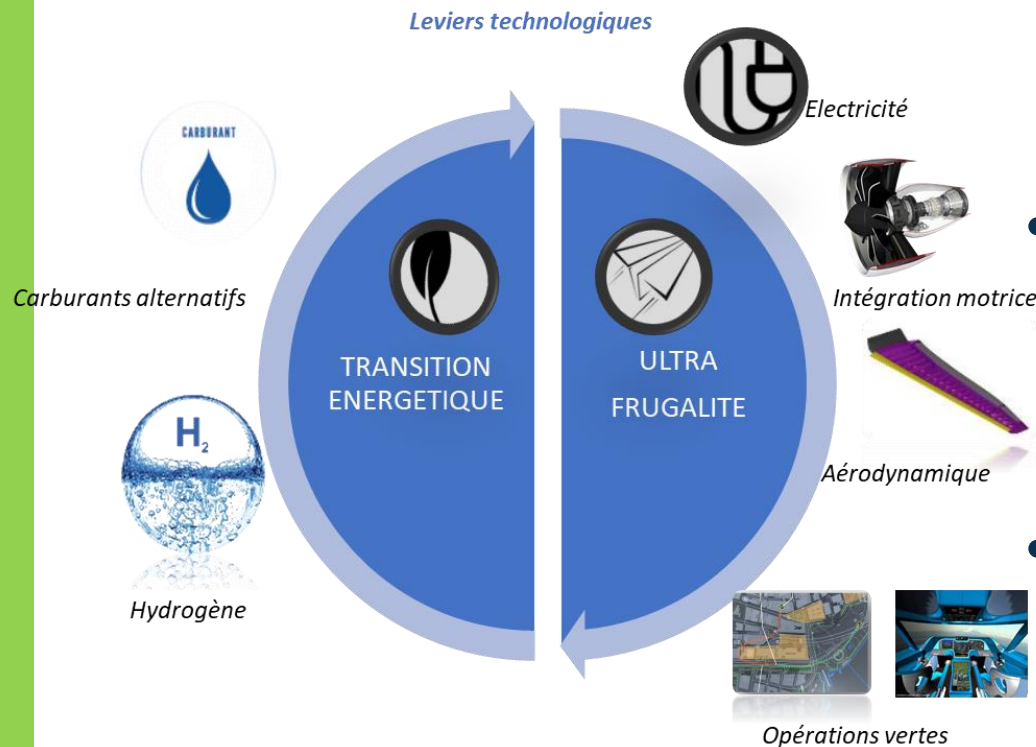 Leviers technologiques
Electricité
CARBURANT
Carburants alternatifs
Intégration motrice
TRANSITION
ENERGETIQUE
ULTRA
FRUGALITE
H2
Aérodynamique
Hydrogène
Opérations vertes